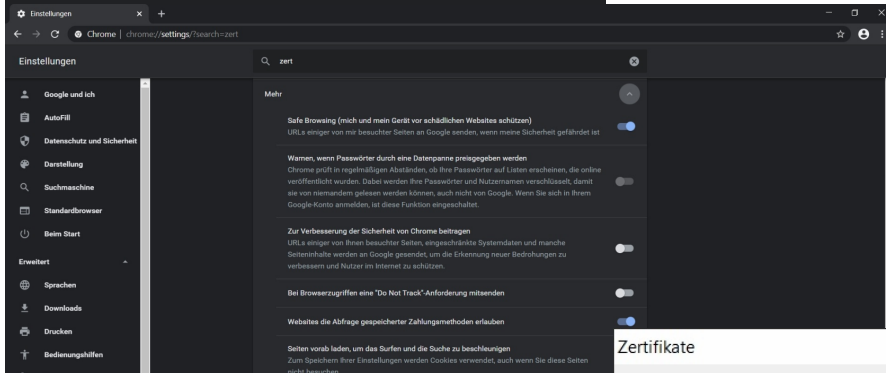 Einstellungen
Chrome | chrome://settings/?search=zert
Einstellungen
zert
Google und ich
AutoFill
Datenschutz und Sicherheit
Darstellung
Suchmaschine
Standardbrowser
Beim Start
Erweitert
Sprachen
Downloads
Drucken
Bedienungshilfen
Mehr
Safe Browsing (mich und mein Gerät vor schädlichen Websites schützen)
URLs einiger von mir besuchter Seiten an Google senden, wenn meine Sicherheit gefährdet ist
Warnen, wenn Passwörter durch eine Datenpanne preisgegeben werden
Chrome prüft in regelmäßigen Abständen, ob Ihre Passwörter auf Listen erscheinen, die online
veröffentlicht wurden. Dabei werden Ihre Passwörter und Nutzernamen verschlüsselt, damit
sie von niemandem gelesen werden können, auch nicht von Google. Wenn Sie sich in Ihrem
Google-Konto anmelden, ist diese Funktion eingeschaltet.
Zur Verbesserung der Sicherheit von Chrome beitragen
URLs einiger von Ihnen besuchter Seiten, eingeschränkte Systemdaten und manche
Seiteninhalte werden an Google gesendet, um die Erkennung neuer Bedrohungen zu
verbessern und Nutzer im Internet zu schützen.
Bei Browserzugriffen eine "Do Not Track"-Anforderung mitsenden
Websites die Abfrage gespeicherter Zahlungsmethoden erlauben
Seiten vorab laden, um das Surfen und die Suche zu beschleunigen
Zum Speichern Ihrer Einstellungen werden Cookies verwendet, auch wenn Sie diese Seiten
nicht besuchen.
Zertifikate